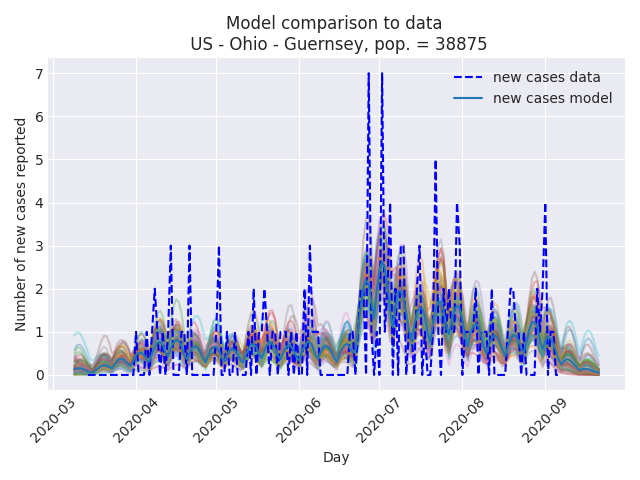 Model comparison to data
US - Ohio - Guernsey, pop. = 38875
new cases data
new cases model
Number of new cases reported
7
6
5
4
3
2
1
0
2020-03
2020-04
2020-05
2020-06
2020-07
2020-08
2020-09
Day